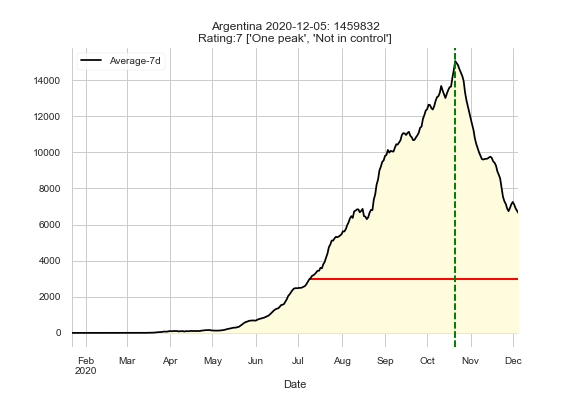 Argentina 2020-12-05: 1459832
Rating:7 ['One peak', 'Not in control']
Average-7d
14000
12000
10000
8000
6000
4000
2000
0
Feb Mar Apr May Jun Jul Aug Sep Oct Nov Dec
2020
Date